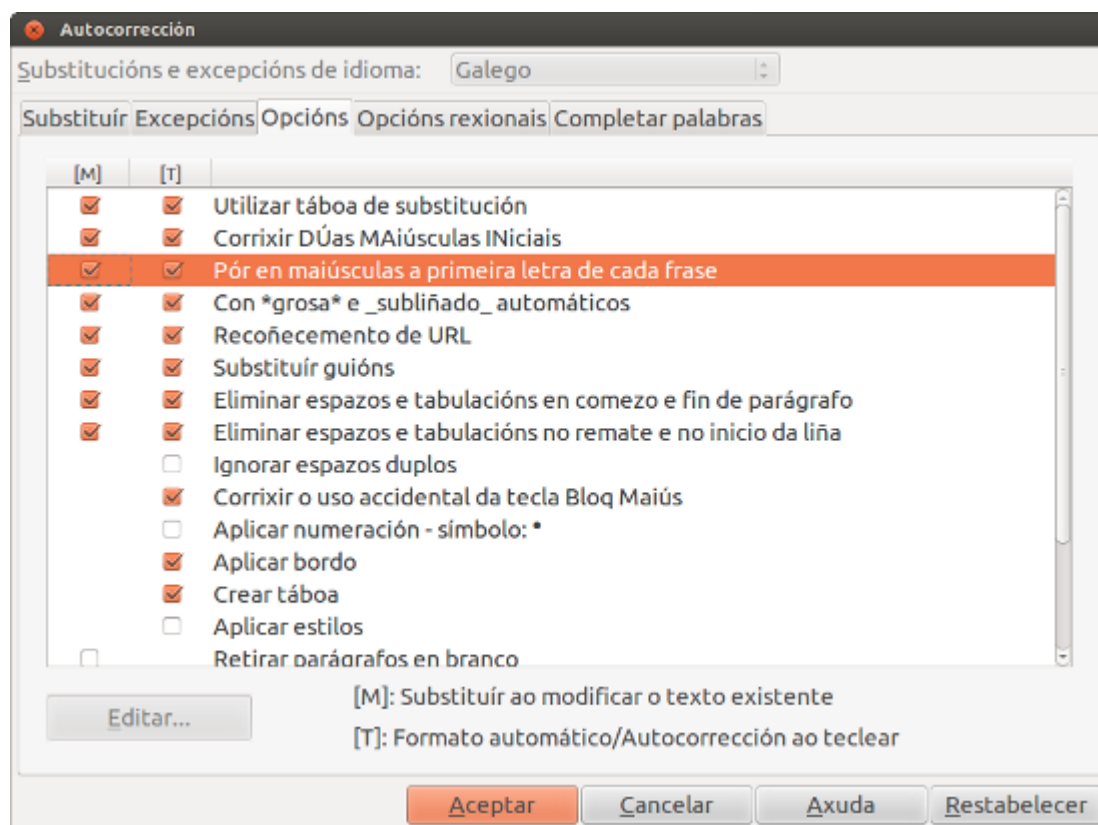 Autocorrección
Substitucións e excepcións de idioma: Galego
Substituír Excepcións Opcións Opcións rexionais Completar palabras
[M] [T]
Utilizar táboa de substitución
Corrixir DÚas MAiúsculas INiciais
Pór en maiúsculas a primeira letra de cada frase
Con *grosa* e _subliñado_ automáticos
Recoñecemento de URL
Substituír guións
Eliminar espazos e tabulacións en comezo e fin de parágrafo
Eliminar espazos e tabulacións no remate e no inicio da liña
Ignorar espazos duplos
Corrixir o uso accidental da tecla Bloq Maiús
Aplicar numeración - símbolo: •
Aplicar bordo
Crear táboa
Aplicar estilos
Retirar parágrafos en branco
[M]: Substituír ao modificar o texto existente
Editar...
[T]: Formato automático/Autocorrección ao teclear
Aceptar Cancelar Axuda Restabelecer